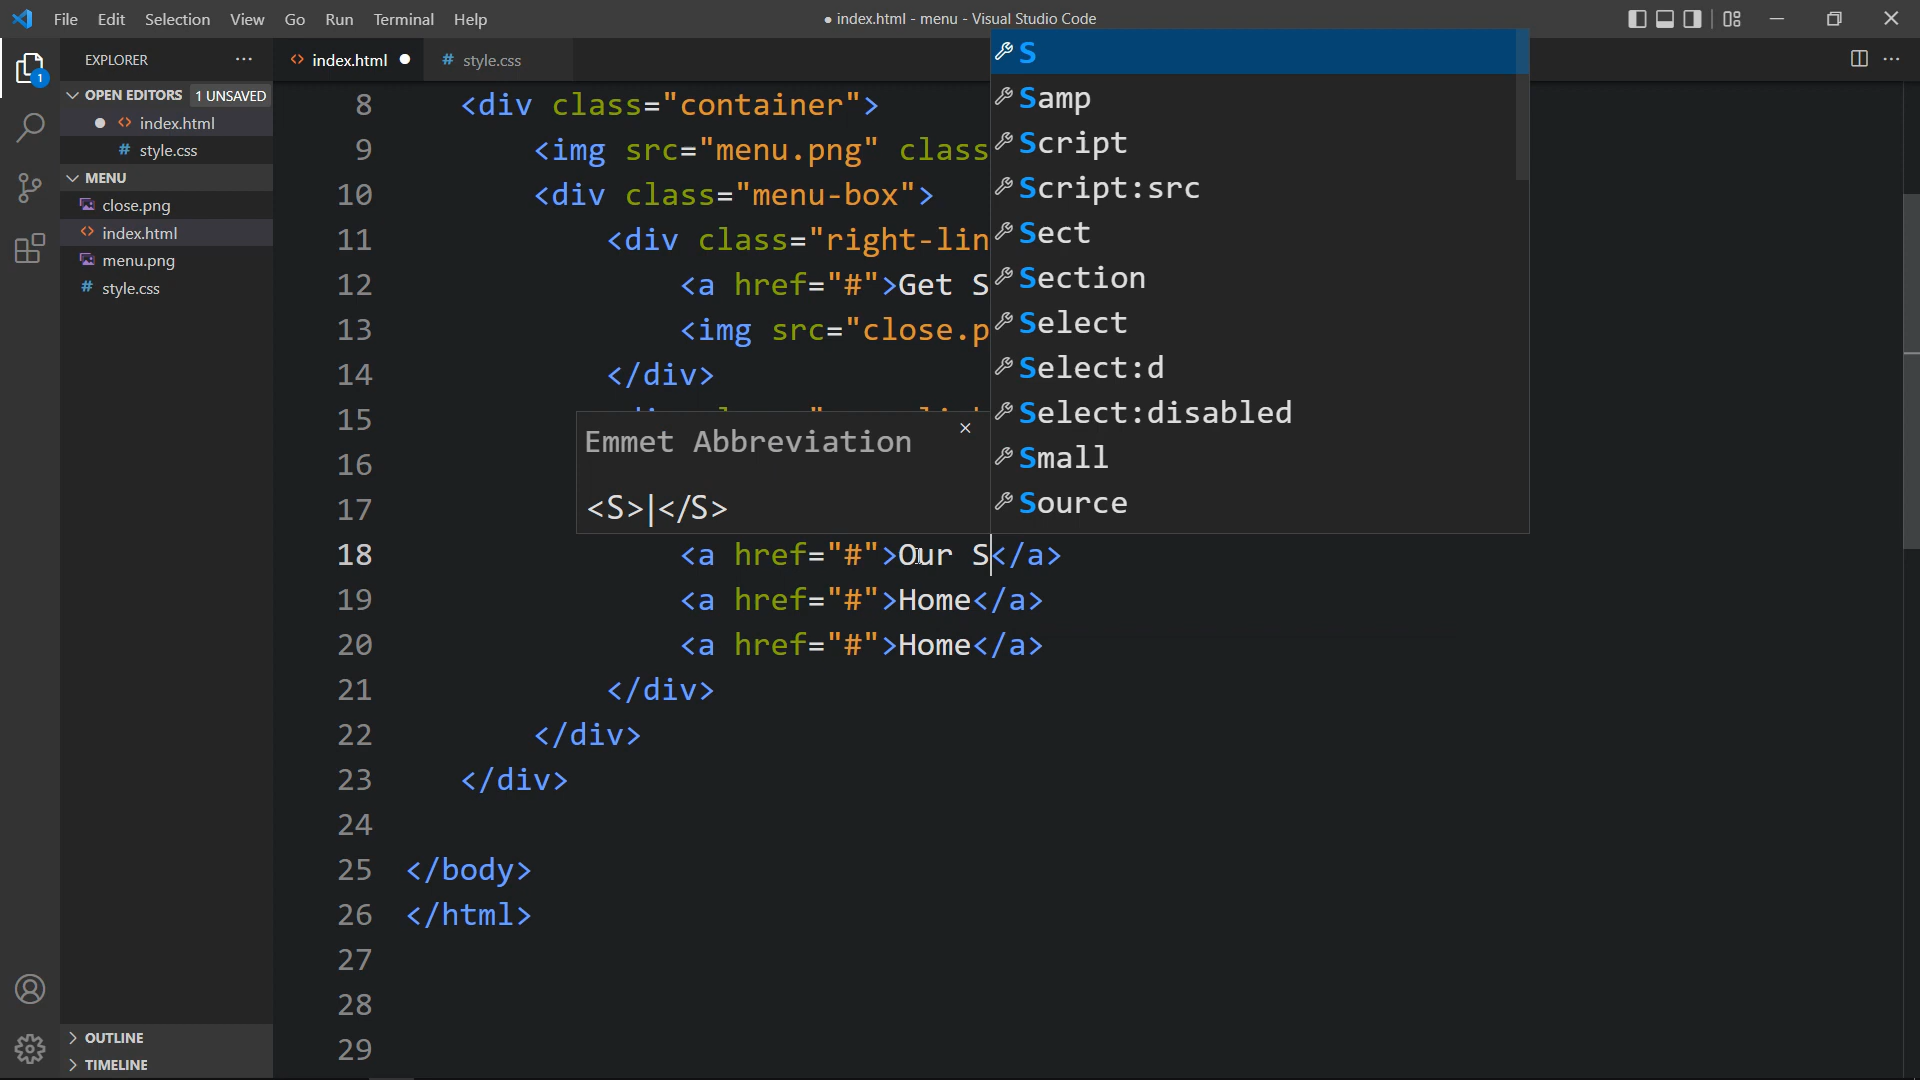 File Edit Selection View Go Run Terminal Help
● index.html - menu - Visual Studio Code
EXPLORER ···
index.html ●
# style.css
OPEN EDITORS 1 UNSAVED
● index.html
# style.css
MENU
close.png
index.html
menu.png
# style.css
OUTLINE
TIMELINE
1
8 <div class="container">
9 <img src="menu.png" class
10 <div class="menu-box">
11 <div class="right-lin
12 <a href="#">Get S
13 <img src="close.p
14 </div>
15
16
17
18 <a href="#">Our S</a>
19 <a href="#">Home</a>
20 <a href="#">Home</a>
21 </div>
22 </div>
23 </div>
24
25 </body>
26 </html>
27
28
29
Emmet Abbreviation
<S>|</S>
S
Samp
Script
Script:src
Sect
Section
Select
Select:d
Select:disabled
Small
Source